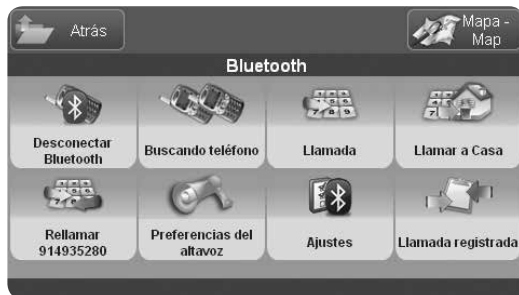 Atrás
Mapa -
Map
Bluetooth
Desconectar
Bluetooth
Buscando teléfono
Llamada
Llamar a Casa
Rellamar
914935280
Preferencias del
altavoz
Ajustes
Llamada registrada